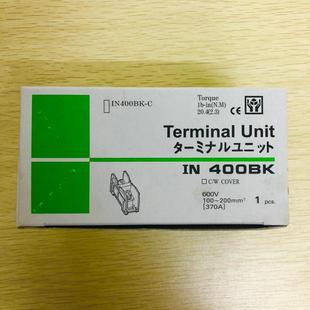 IN400BK-C
Torque
lb-in(N.M)
20.4(2.3)
CE
Terminal Unit
ターミナルユニット
IN 400BK
C/W COVER
600V
100~200mm²
[370A]
1 pcs.